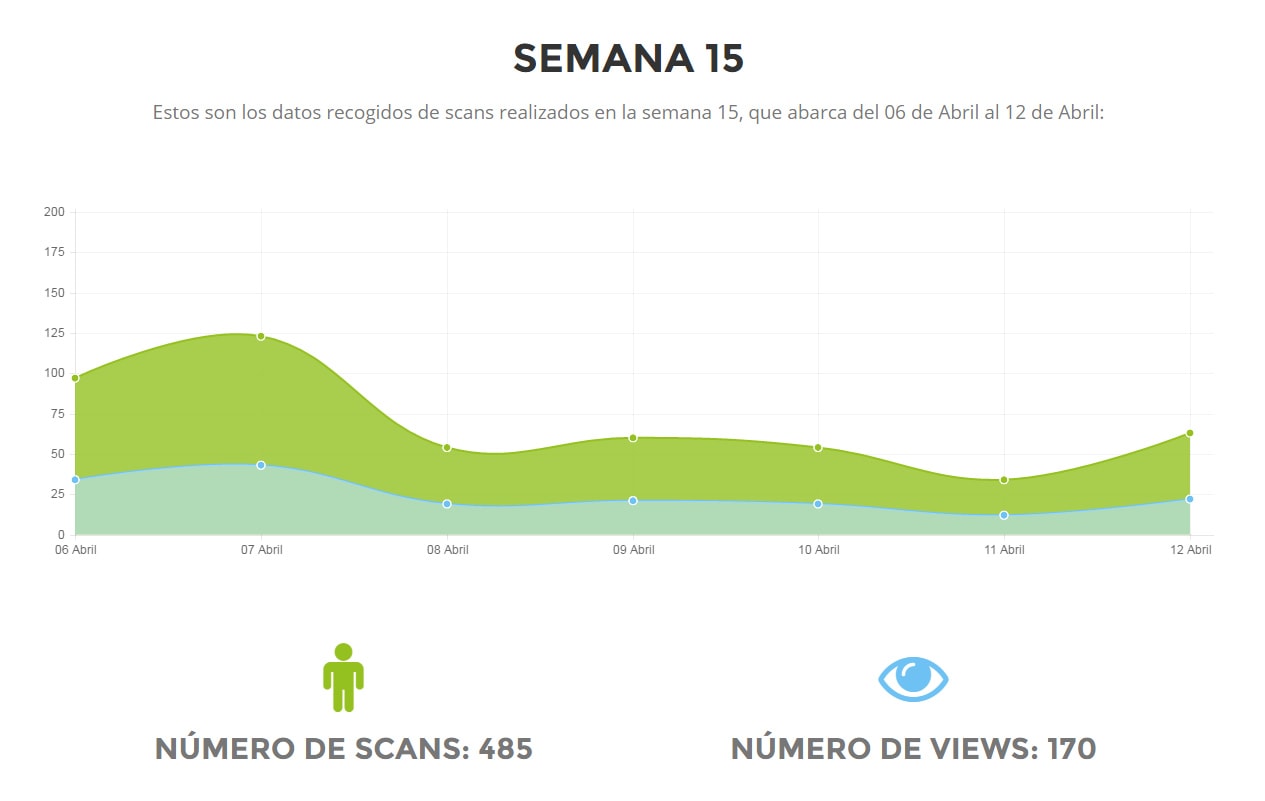 SEMANA 15
Estos son los datos recogidos de scans realizados en la semana 15, que abarca del 06 de Abril al 12 de Abril:
200
175
150
125
100
75
50
25
0
06 Abril 07 Abril 08 Abril 09 Abril 10 Abril 11 Abril 12 Abril
NÚMERO DE SCANS: 485 NÚMERO DE VIEWS: 170